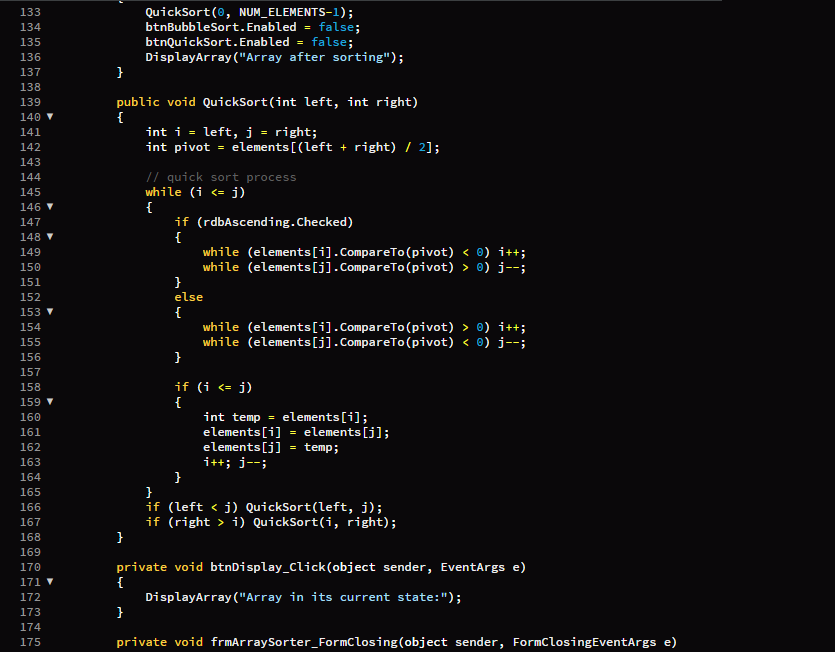 133 QuickSort(0, NUM_ELEMENTS-1);
134 btnBubbleSort.Enabled = false;
135 btnQuickSort.Enabled = false;
136 DisplayArray("Array after sorting");
137 }
138
139 public void QuickSort(int left, int right)
140 ▼ {
141 int i = left, j = right;
142 int pivot = elements[(left + right) / 2];
143
144 // quick sort process
145 while (i <= j)
146 ▼ {
147 if (rdbAscending.Checked)
148 ▼ {
149 while (elements[i].CompareTo(pivot) < 0) i++;
150 while (elements[j].CompareTo(pivot) > 0) j--;
151 }
152 else
153 ▼ {
154 while (elements[i].CompareTo(pivot) > 0) i++;
155 while (elements[j].CompareTo(pivot) < 0) j--;
156 }
157
158 if (i <= j)
159 ▼ {
160 int temp = elements[i];
161 elements[i] = elements[j];
162 elements[j] = temp;
163 i++; j--;
164 }
165 }
166 if (left < j) QuickSort(left, j);
167 if (right > i) QuickSort(i, right);
168 }
169
170 private void btnDisplay_Click(object sender, EventArgs e)
171 ▼ {
172 DisplayArray("Array in its current state:");
173 }
174
175 private void frmArraySorter_FormClosing(object sender, FormClosingEventArgs e)